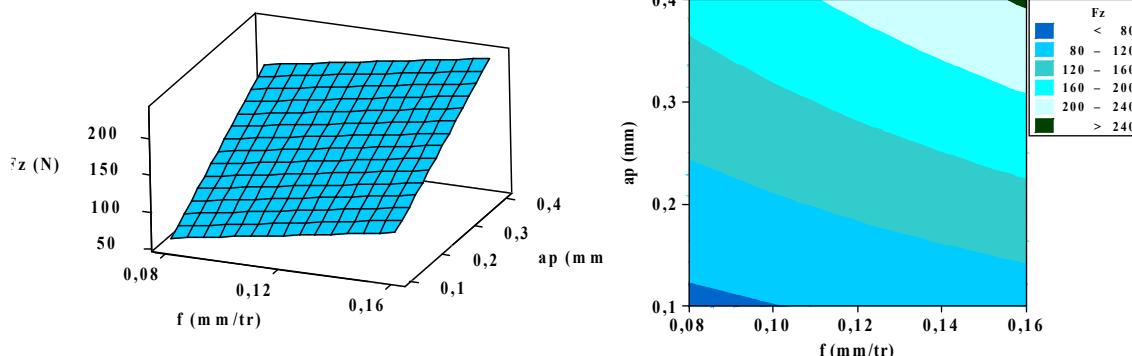 200
150
100
50
Fz (N)
0,08
0,12
0,16
f (mm/tr)
0,4
0,3
0,2
0,1
ap (mm
0,4
0,3
0,2
0,1
ap (mm)
0,08 0,10 0,12 0,14 0,16
f (mm/tr)
Fz
< 80
80 – 120
120 – 160
160 – 200
200 – 240
> 240